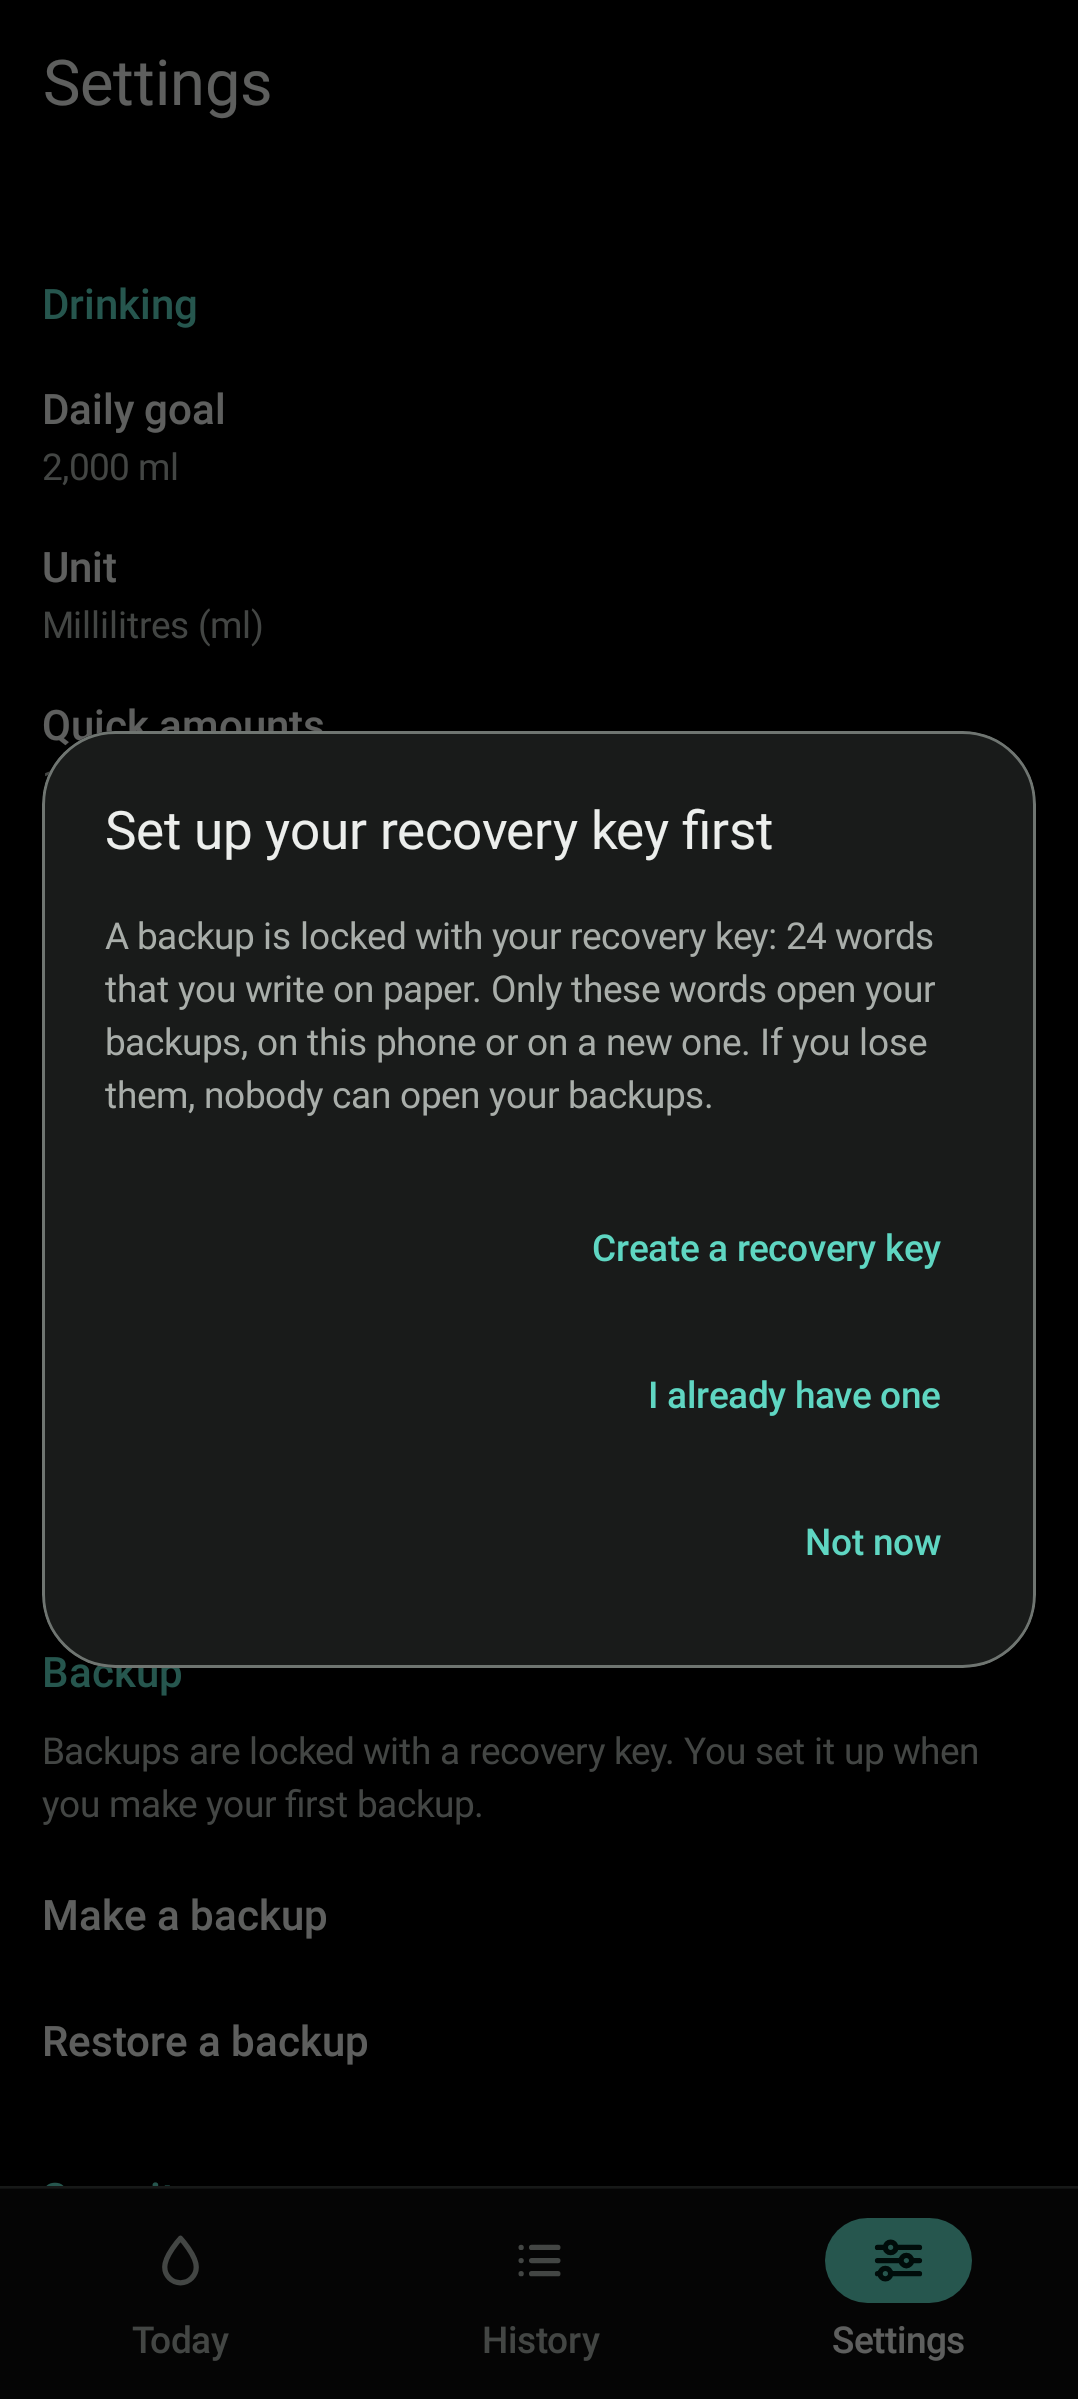 Settings
Drinking
Daily goal
2,000 ml
Unit
Millilitres (ml)
Quick amounts
Set up your recovery key first
A backup is locked with your recovery key: 24 words
that you write on paper. Only these words open your
backups, on this phone or on a new one. If you lose
them, nobody can open your backups.
Create a recovery key
I already have one
Not now
Backup
Backups are locked with a recovery key. You set it up when
you make your first backup.
Make a backup
Restore a backup
Today
History
Settings